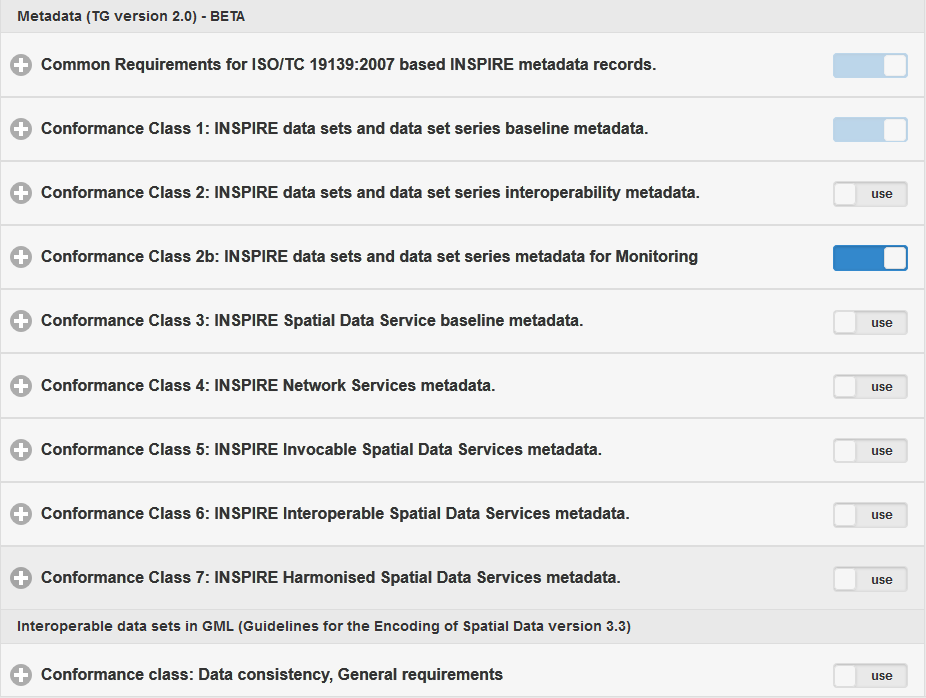 Metadata (TG version 2.0) - BETA
Common Requirements for ISO/TC 19139:2007 based INSPIRE metadata records.
Conformance Class 1: INSPIRE data sets and data set series baseline metadata.
Conformance Class 2: INSPIRE data sets and data set series interoperability metadata. use
Conformance Class 2b: INSPIRE data sets and data set series metadata for Monitoring
Conformance Class 3: INSPIRE Spatial Data Service baseline metadata. use
Conformance Class 4: INSPIRE Network Services metadata. use
Conformance Class 5: INSPIRE Invocable Spatial Data Services metadata. use
Conformance Class 6: INSPIRE Interoperable Spatial Data Services metadata. use
Conformance Class 7: INSPIRE Harmonised Spatial Data Services metadata. use
Interoperable data sets in GML (Guidelines for the Encoding of Spatial Data version 3.3)
Conformance class: Data consistency, General requirements use